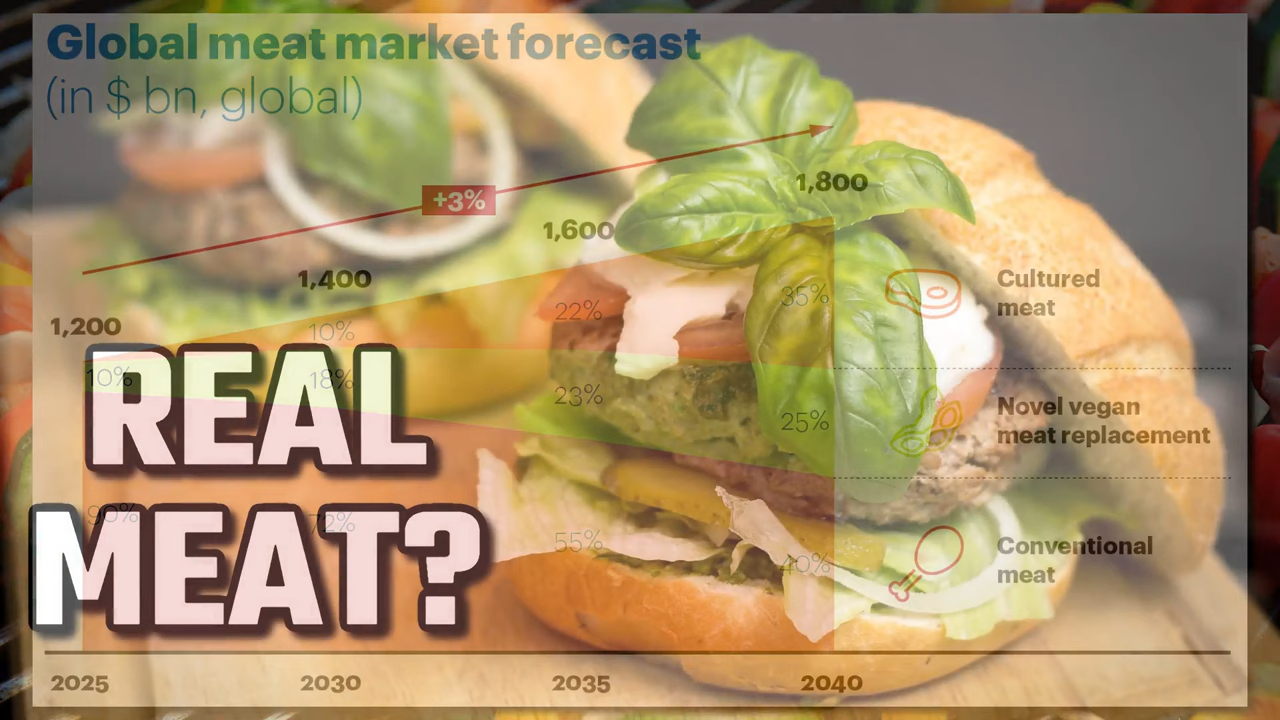 Global meat market forecast
(in $ bn, global)
+3%
1,800
1,600
1,400
1,200
Cultured
meat
35%
22%
10%
Novel vegan
meat replacement
25%
23%
18%
10%
Conventional
meat
40%
55%
72%
90%
REAL
MEAT?
2025 2030 2035 2040